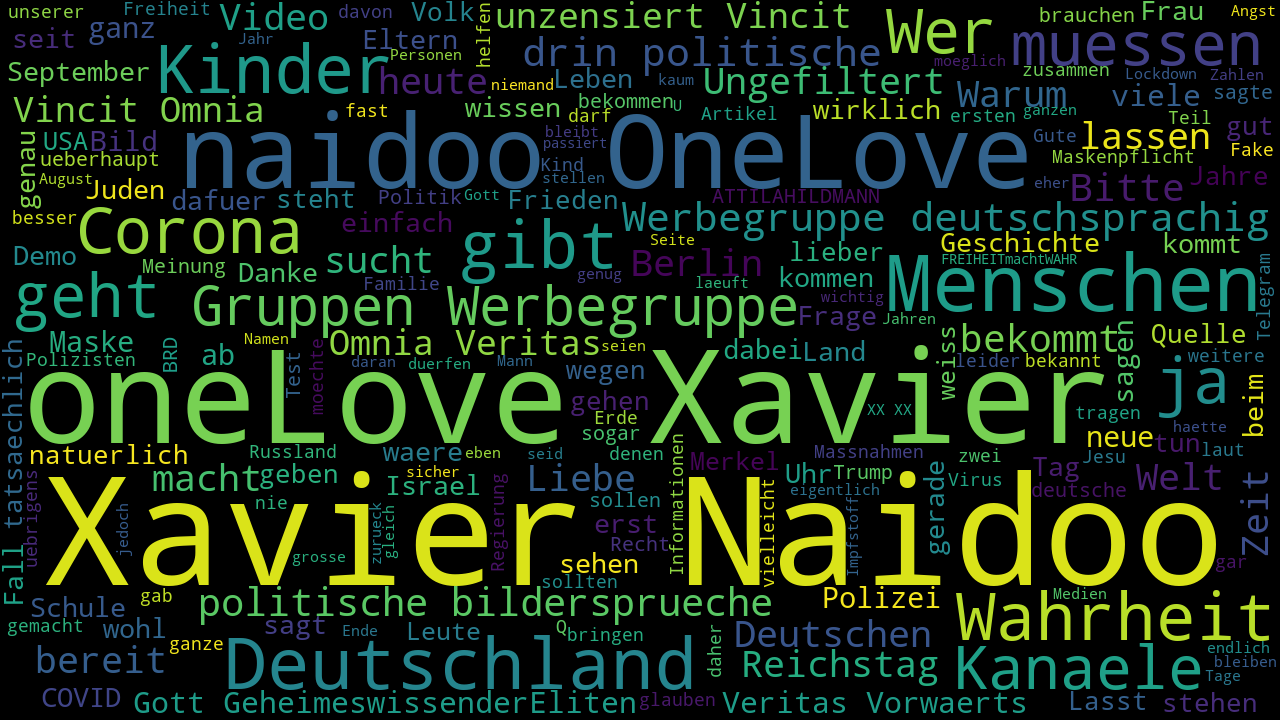 unserer Freiheit Video davon Volk helfen unzensiert Vincit Wer brauchen Frau Angst
seit ganz Jahr Eltern Personen drin politische moeglich muessen
September Kinder heute niemand Leben kaum Ungefiltert Warum zusammen viele Lockdown Zahlen sagte
Vincit Omnia fast wissen bekommen U darf Artikel wirklich ersten ganzen Teil
genau USA Bild naidoo OneLove bleibt passiert Gute lassen gut Fake
ueberhaupt Kind Maskenpflicht
August Juden dafuer steht Politik Gott Frieden stellen ATTILAHILDMANN eher Bitte Jahre
besser Corona einfach gibt Seite Werbegruppe deutschsprachig
Demo Meinung Danke sucht genug Berlin laeuft lieber kommen Geschichte FREIHEITmachtWAHR kommt Telegram
geht Gruppen Familie Werbegruppe wichtig Frage Jahren Menschen
Maske BRD ab Namen Omnia Veritas seien dabei Land weiss bekommt sagen Quelle
Polizisten Test moechte daran duerfen Mann wegen leider bekannt weitere
tatsaechlich oneLove gehen Xavier XX XX ja beim
Erde sogar tragen haette
natuerlich Russland waere eben seid denen Informationen Merkel Massnahmen zwei neue tun laut
Fall uebrigens macht geben sicher Israel Liebe Uhr Trump Virus Tag Jesu Welt Zeit
jedoch nie zurueck gleich Regierung sollen vielleicht eigentlich gerade deutsche
Xavier erst Naidoo Impfstoff
grosse Recht sehen gar
gab sollten
Schule politische bildersprueche Polizei Medien Wahrheit
gemacht wohl sagt Ende Leute Q bringen daher Deutschen endlich
bereit ganze Deutschland Reichstag Kanaele bleiben Tage
COVID Gott GeheimeswissenderEliten glauben Veritas Vorwaerts Lasst stehen